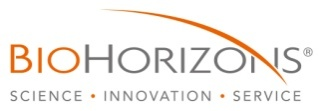 BIOHORIZONS®
SCIENCE • INNOVATION • SERVICE